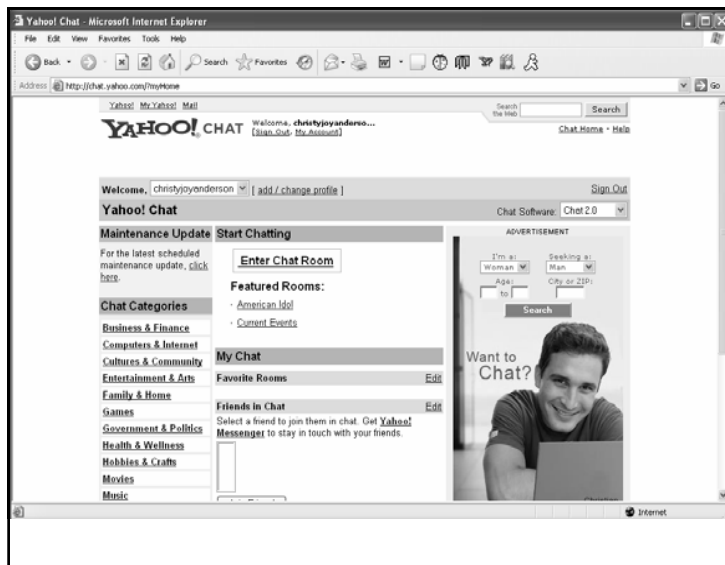 Yahoo! Chat - Microsoft Internet Explorer
File Edit View Favorites Tools Help
Back Search Favorites
Address http://chat.yahoo.com/?myHome Go
Yahoo! My Yahoo! Mail
Search the Web Search
YAHOO! CHAT
Welcome, christyjoyanderso...
[Sign Out, My Account]
Chat Home - Help
Welcome, christyjoyanderson [ add / change profile ] Sign Out
Yahoo! Chat
Chat Software: Chat 2.0
Maintenance Update
For the latest scheduled
maintenance update, click
here.
Chat Categories
Business & Finance
Computers & Internet
Cultures & Community
Entertainment & Arts
Family & Home
Games
Government & Politics
Health & Wellness
Hobbies & Crafts
Movies
Music
Start Chatting
Enter Chat Room
Featured Rooms:
· American Idol
· Current Events
My Chat
Favorite Rooms Edit
Friends in Chat Edit
Select a friend to join them in chat. Get Yahoo!
Messenger to stay in touch with your friends.
ADVERTISEMENT
I'm a: Seeking a:
Woman Man
Age: City or ZIP:
to
Search
Want to
Chat?
Internet